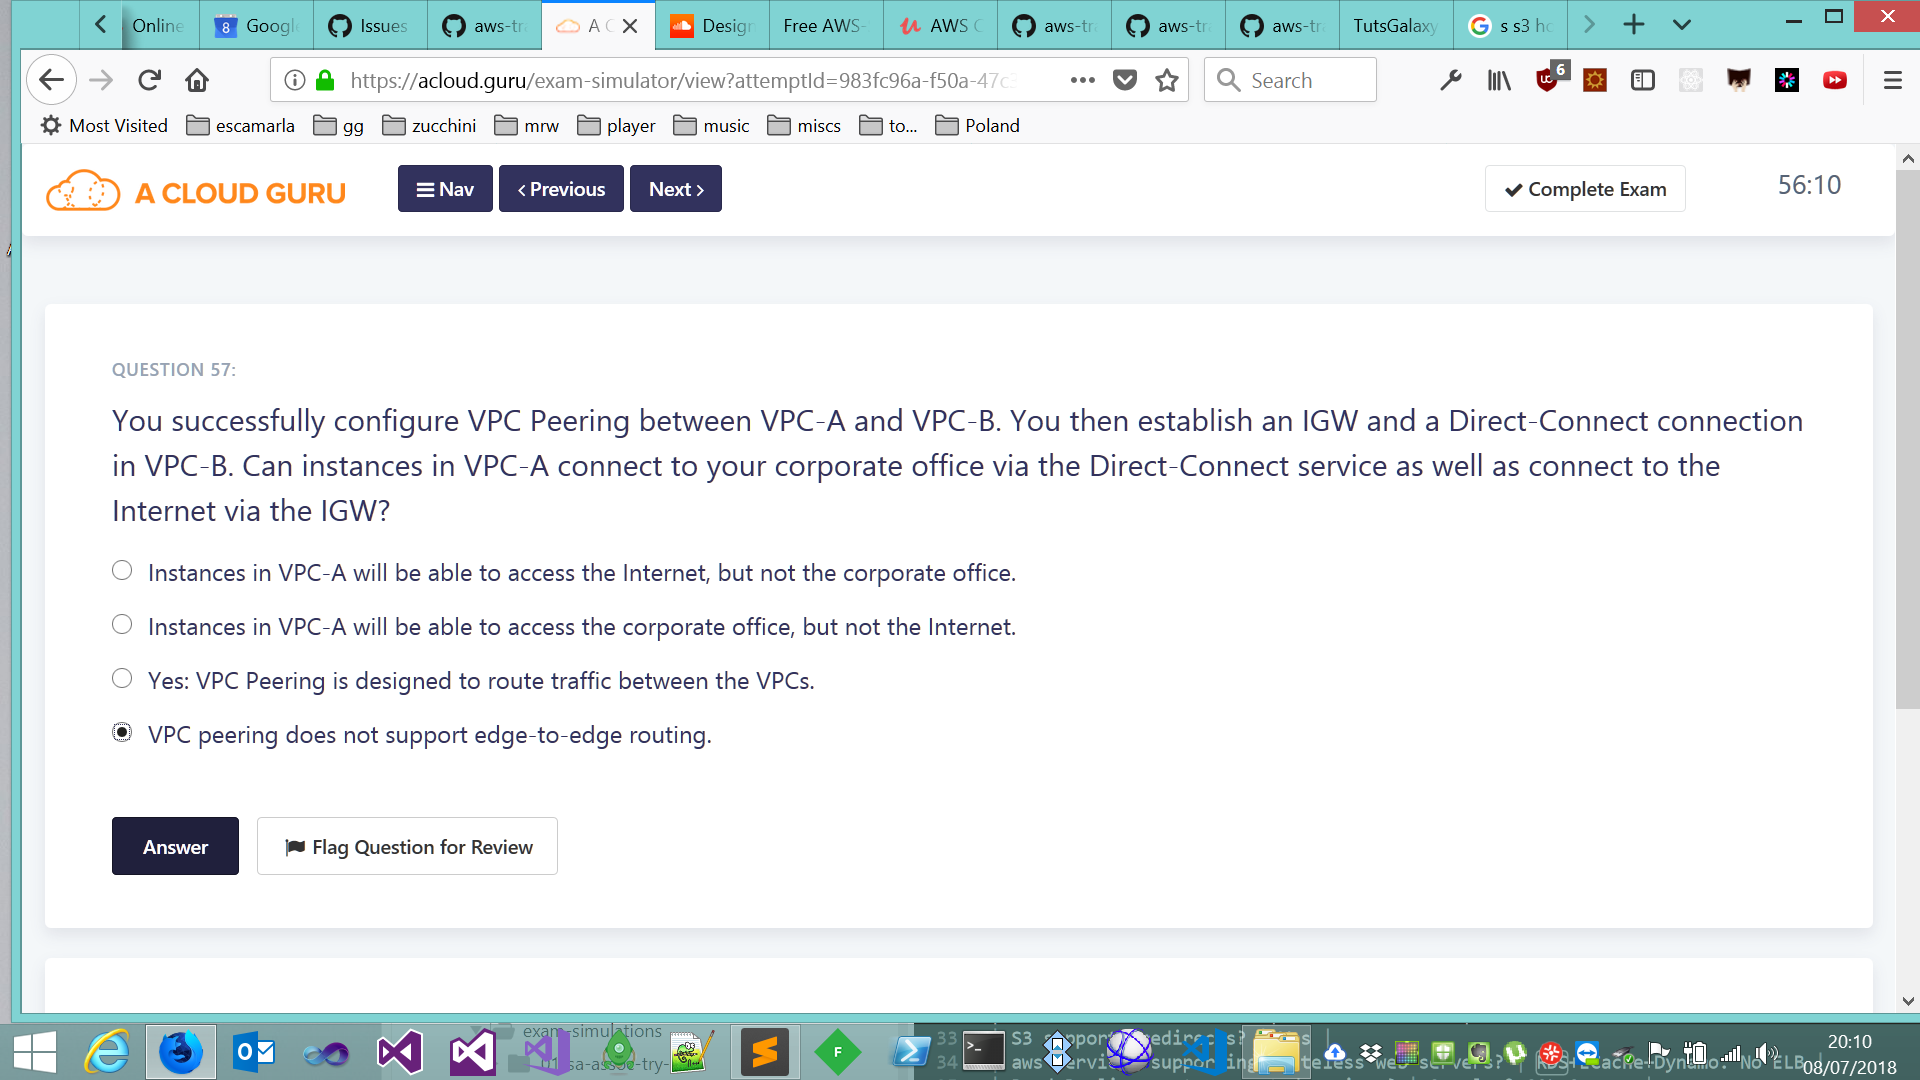 Online
Googl
Issues
aws-tr
A C
Design
Free AWS-
AWS C
aws-tr
aws-tr
aws-tr
TutsGalaxy
s s3 ho
https://acloud.guru/exam-simulator/view?attemptId=983fc96a-f50a-47c
Search
6
Most Visited
escamarla
gg
zucchini
mrw
player
music
miscs
to...
Poland
A CLOUD GURU
Nav
Previous
Next
Complete Exam
56:10
QUESTION 57:
You successfully configure VPC Peering between VPC-A and VPC-B. You then establish an IGW and a Direct-Connect connection
in VPC-B. Can instances in VPC-A connect to your corporate office via the Direct-Connect service as well as connect to the
Internet via the IGW?
Instances in VPC-A will be able to access the Internet, but not the corporate office.
Instances in VPC-A will be able to access the corporate office, but not the Internet.
Yes: VPC Peering is designed to route traffic between the VPCs.
VPC peering does not support edge-to-edge routing.
Answer
Flag Question for Review
exam-simulations
33
S3
34
20:10
08/07/2018